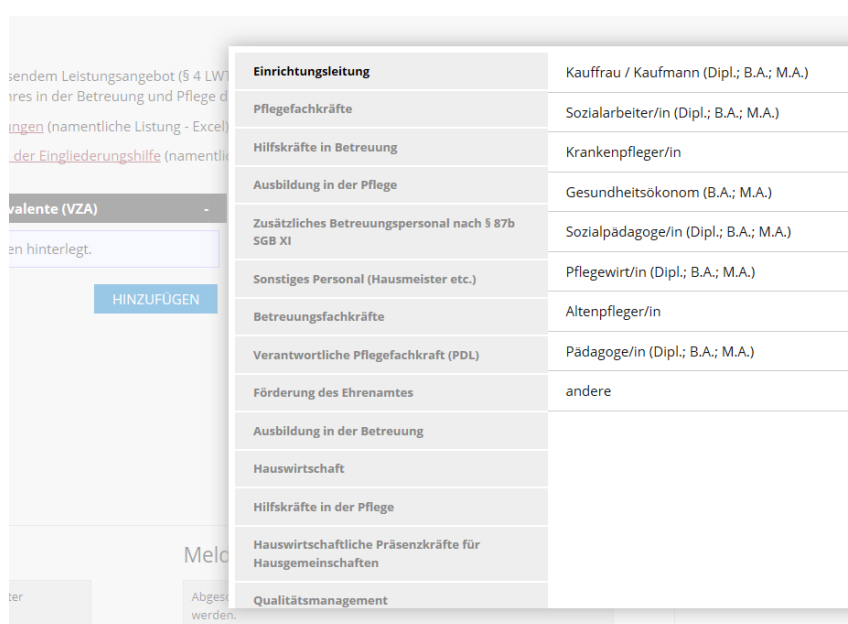 sendem Leistungsangebot (§ 4 LWT
hres in der Betreuung und Pflege d
ungen (namentliche Listung - Excel)
der Eingliederungshilfe (namentli
valente (VZA) -
en hinterlegt.
HINZUFÜGEN
Meld
ter
Abges
werden.
Einrichtungsleitung
Pflegefachkräfte
Hilfskräfte in Betreuung
Ausbildung in der Pflege
Zusätzliches Betreuungspersonal nach § 87b
SGB XI
Sonstiges Personal (Hausmeister etc.)
Betreuungsfachkräfte
Verantwortliche Pflegefachkraft (PDL)
Förderung des Ehrenamtes
Ausbildung in der Betreuung
Hauswirtschaft
Hilfskräfte in der Pflege
Hauswirtschaftliche Präsenzkräfte für
Hausgemeinschaften
Qualitätsmanagement
Kauffrau / Kaufmann (Dipl.; B.A.; M.A.)
Sozialarbeiter/in (Dipl.; B.A.; M.A.)
Krankenpfleger/in
Gesundheitsökonom (B.A.; M.A.)
Sozialpädagoge/in (Dipl.; B.A.; M.A.)
Pflegewirt/in (Dipl.; B.A.; M.A.)
Altenpfleger/in
Pädagoge/in (Dipl.; B.A.; M.A.)
andere